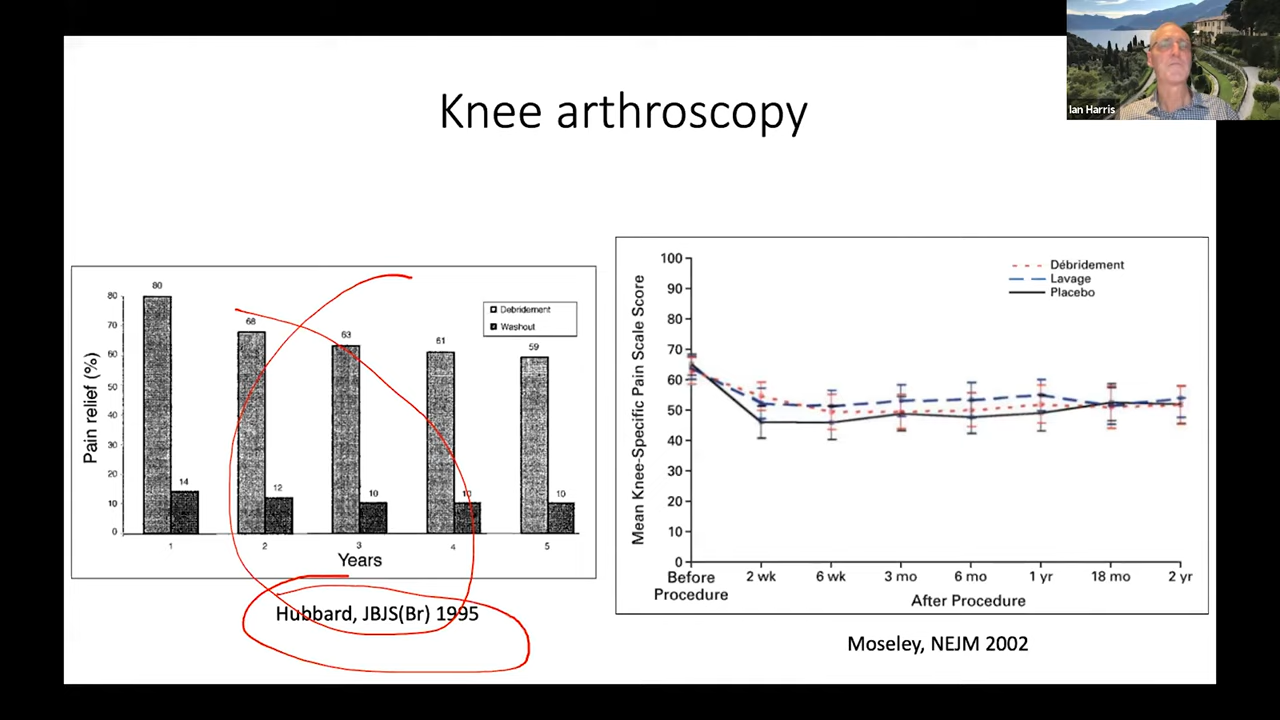 Ian Harris
Knee arthroscopy
80
70
60
50
40
30
20
10
0
Pain relief (%)
80
14
68
12
63
10
61
10
59
10
Debridement
Washout
1
2
3
4
5
Years
Hubbard, JBJS(Br) 1995
100
90
80
70
60
50
40
30
20
10
0
Mean Knee-Specific Pain Scale Score
Débridement
Lavage
Placebo
Before
Procedure
2 wk
6 wk
3 mo
6 mo
1 yr
18 mo
2 yr
After Procedure
Moseley, NEJM 2002